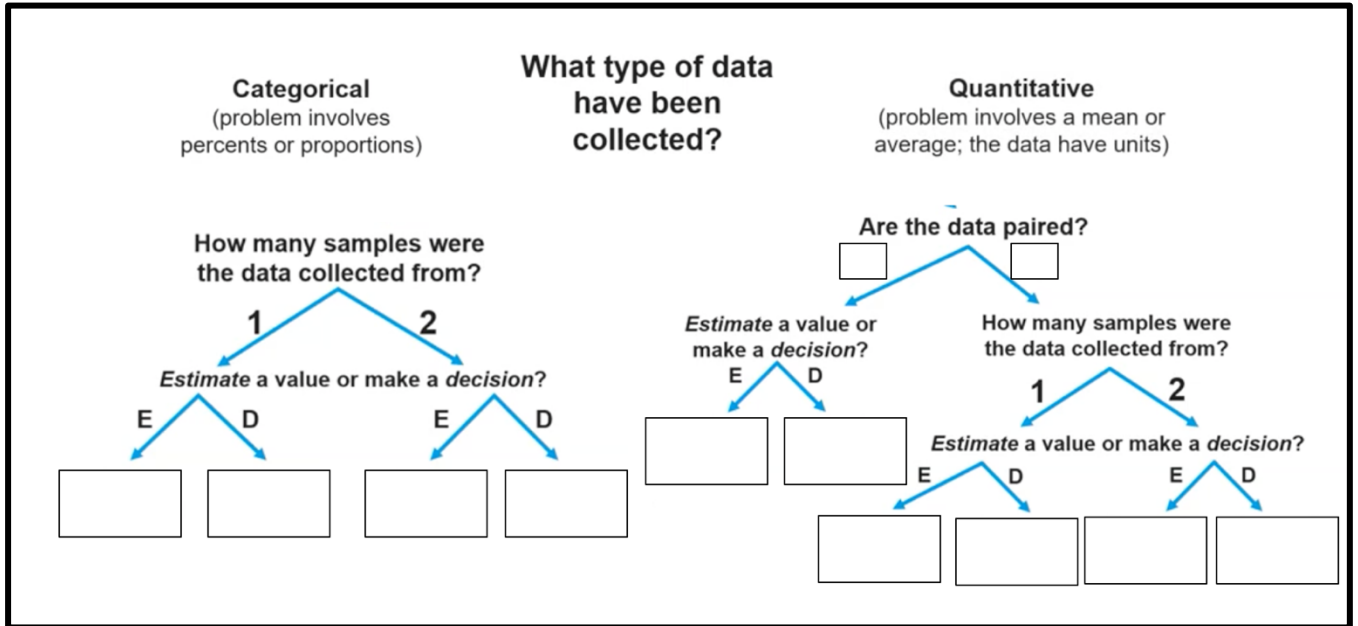 What type of data
have been
collected?
Categorical
(problem involves
percents or proportions)
How many samples were
the data collected from?
1
2
Estimate a value or make a decision?
E
D
E
D
Quantitative
(problem involves a mean or
average; the data have units)
Are the data paired?
Estimate a value or
make a decision?
E
D
How many samples were
the data collected from?
1
2
Estimate a value or make a decision?
E
D
E
D